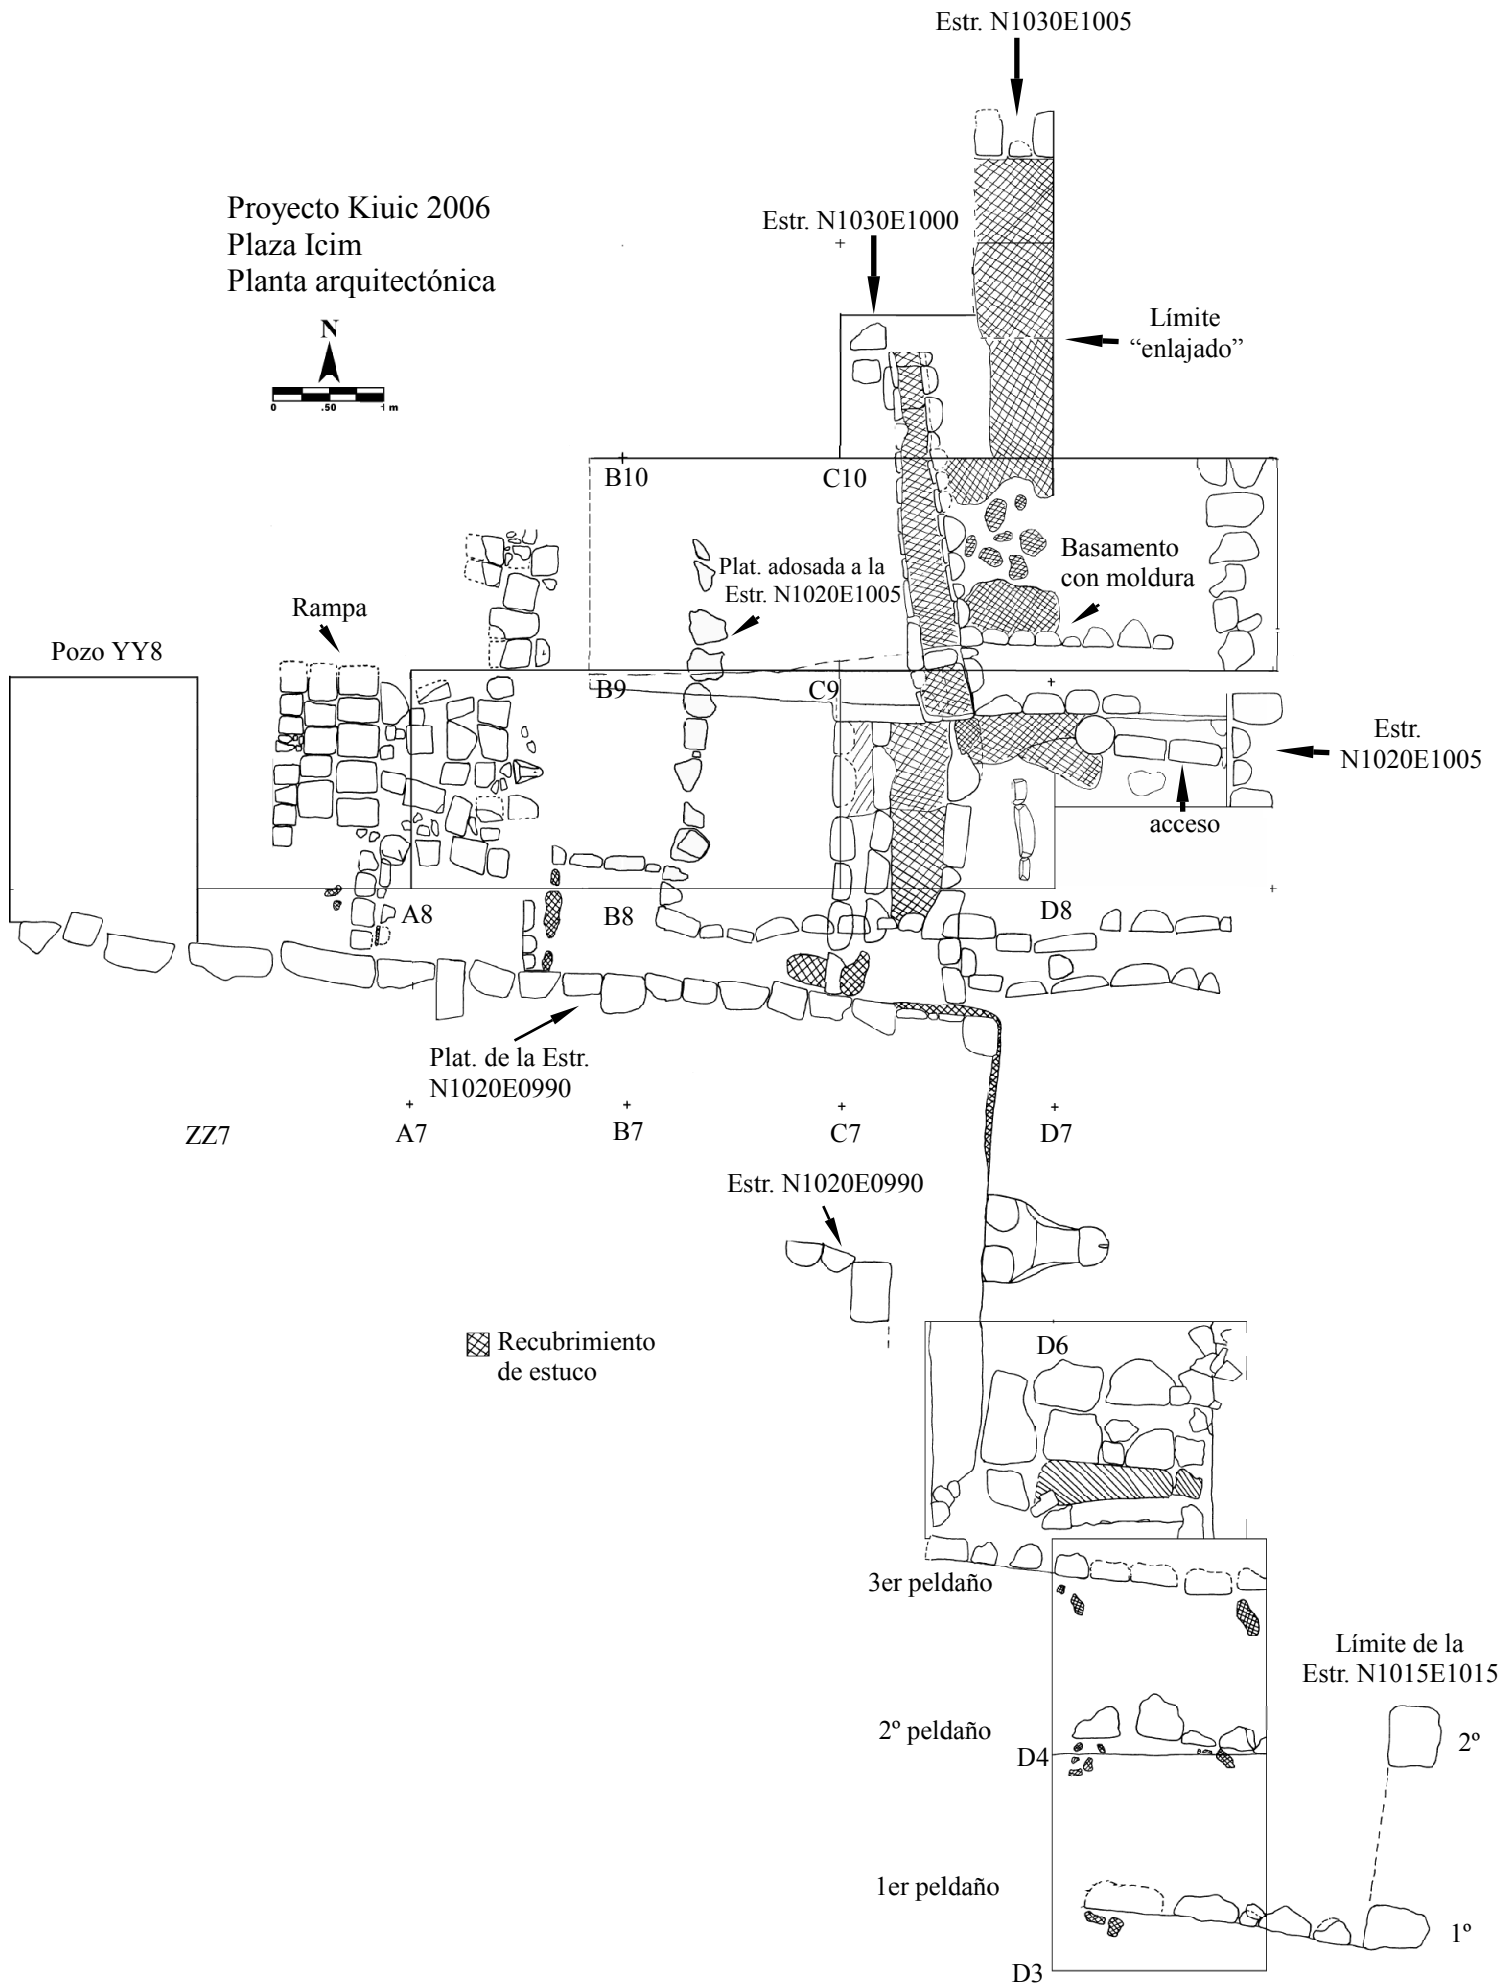 Estr. N1030E1005
Proyecto Kiuic 2006
Plaza Icim
Planta arquitectónica
N
0 .50 1 m
Estr. N1030E1000
Límite
“enlajado”
B10
C10
Plat. adosada a la
Estr. N1020E1005
Basamento
con moldura
Rampa
Pozo YY8
B9
C9
Estr.
N1020E1005
acceso
A8
B8
D8
Plat. de la Estr.
N1020E0990
ZZ7
A7
B7
C7
D7
Estr. N1020E0990
Recubrimiento
de estuco
D6
3er peldaño
Límite de la
Estr. N1015E1015
2º peldaño
2º
D4
1er peldaño
1º
D3